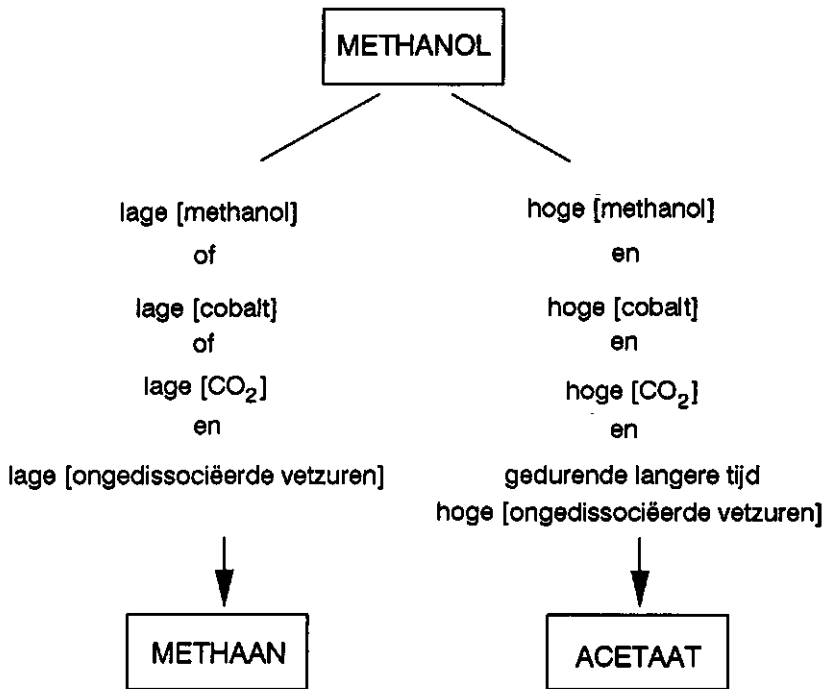 METHANOL
lage [methanol]
of
lage [cobalt]
of
lage [CO₂]
en
lage [ongedissociëerde vetzuren]
METHAAN
hoge [methanol]
en
hoge [cobalt]
en
hoge [CO₂]
en
gedurende langere tijd
hoge [ongedissociëerde vetzuren]
ACETAAT